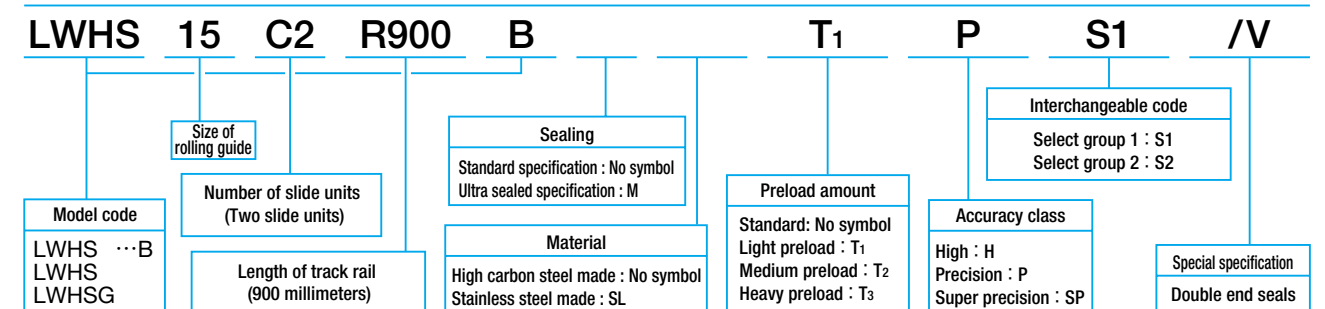 LWHS 15 C2 R900 B T1 P S1 /V
Interchangeable code
Select group 1：S1
Select group 2：S2
Size of
rolling guide
Sealing
Standard specification : No symbol
Ultra sealed specification : M
Number of slide units
(Two slide units)
Preload amount
Standard: No symbol
Light preload：T1
Medium preload：T2
Heavy preload：T3
Model code
LWHS …B
LWHS
LWHSG
Accuracy class
High：H
Precision：P
Super precision：SP
Material
High carbon steel made : No symbol
Stainless steel made : SL
Length of track rail
(900 millimeters)
Special specification
Double end seals